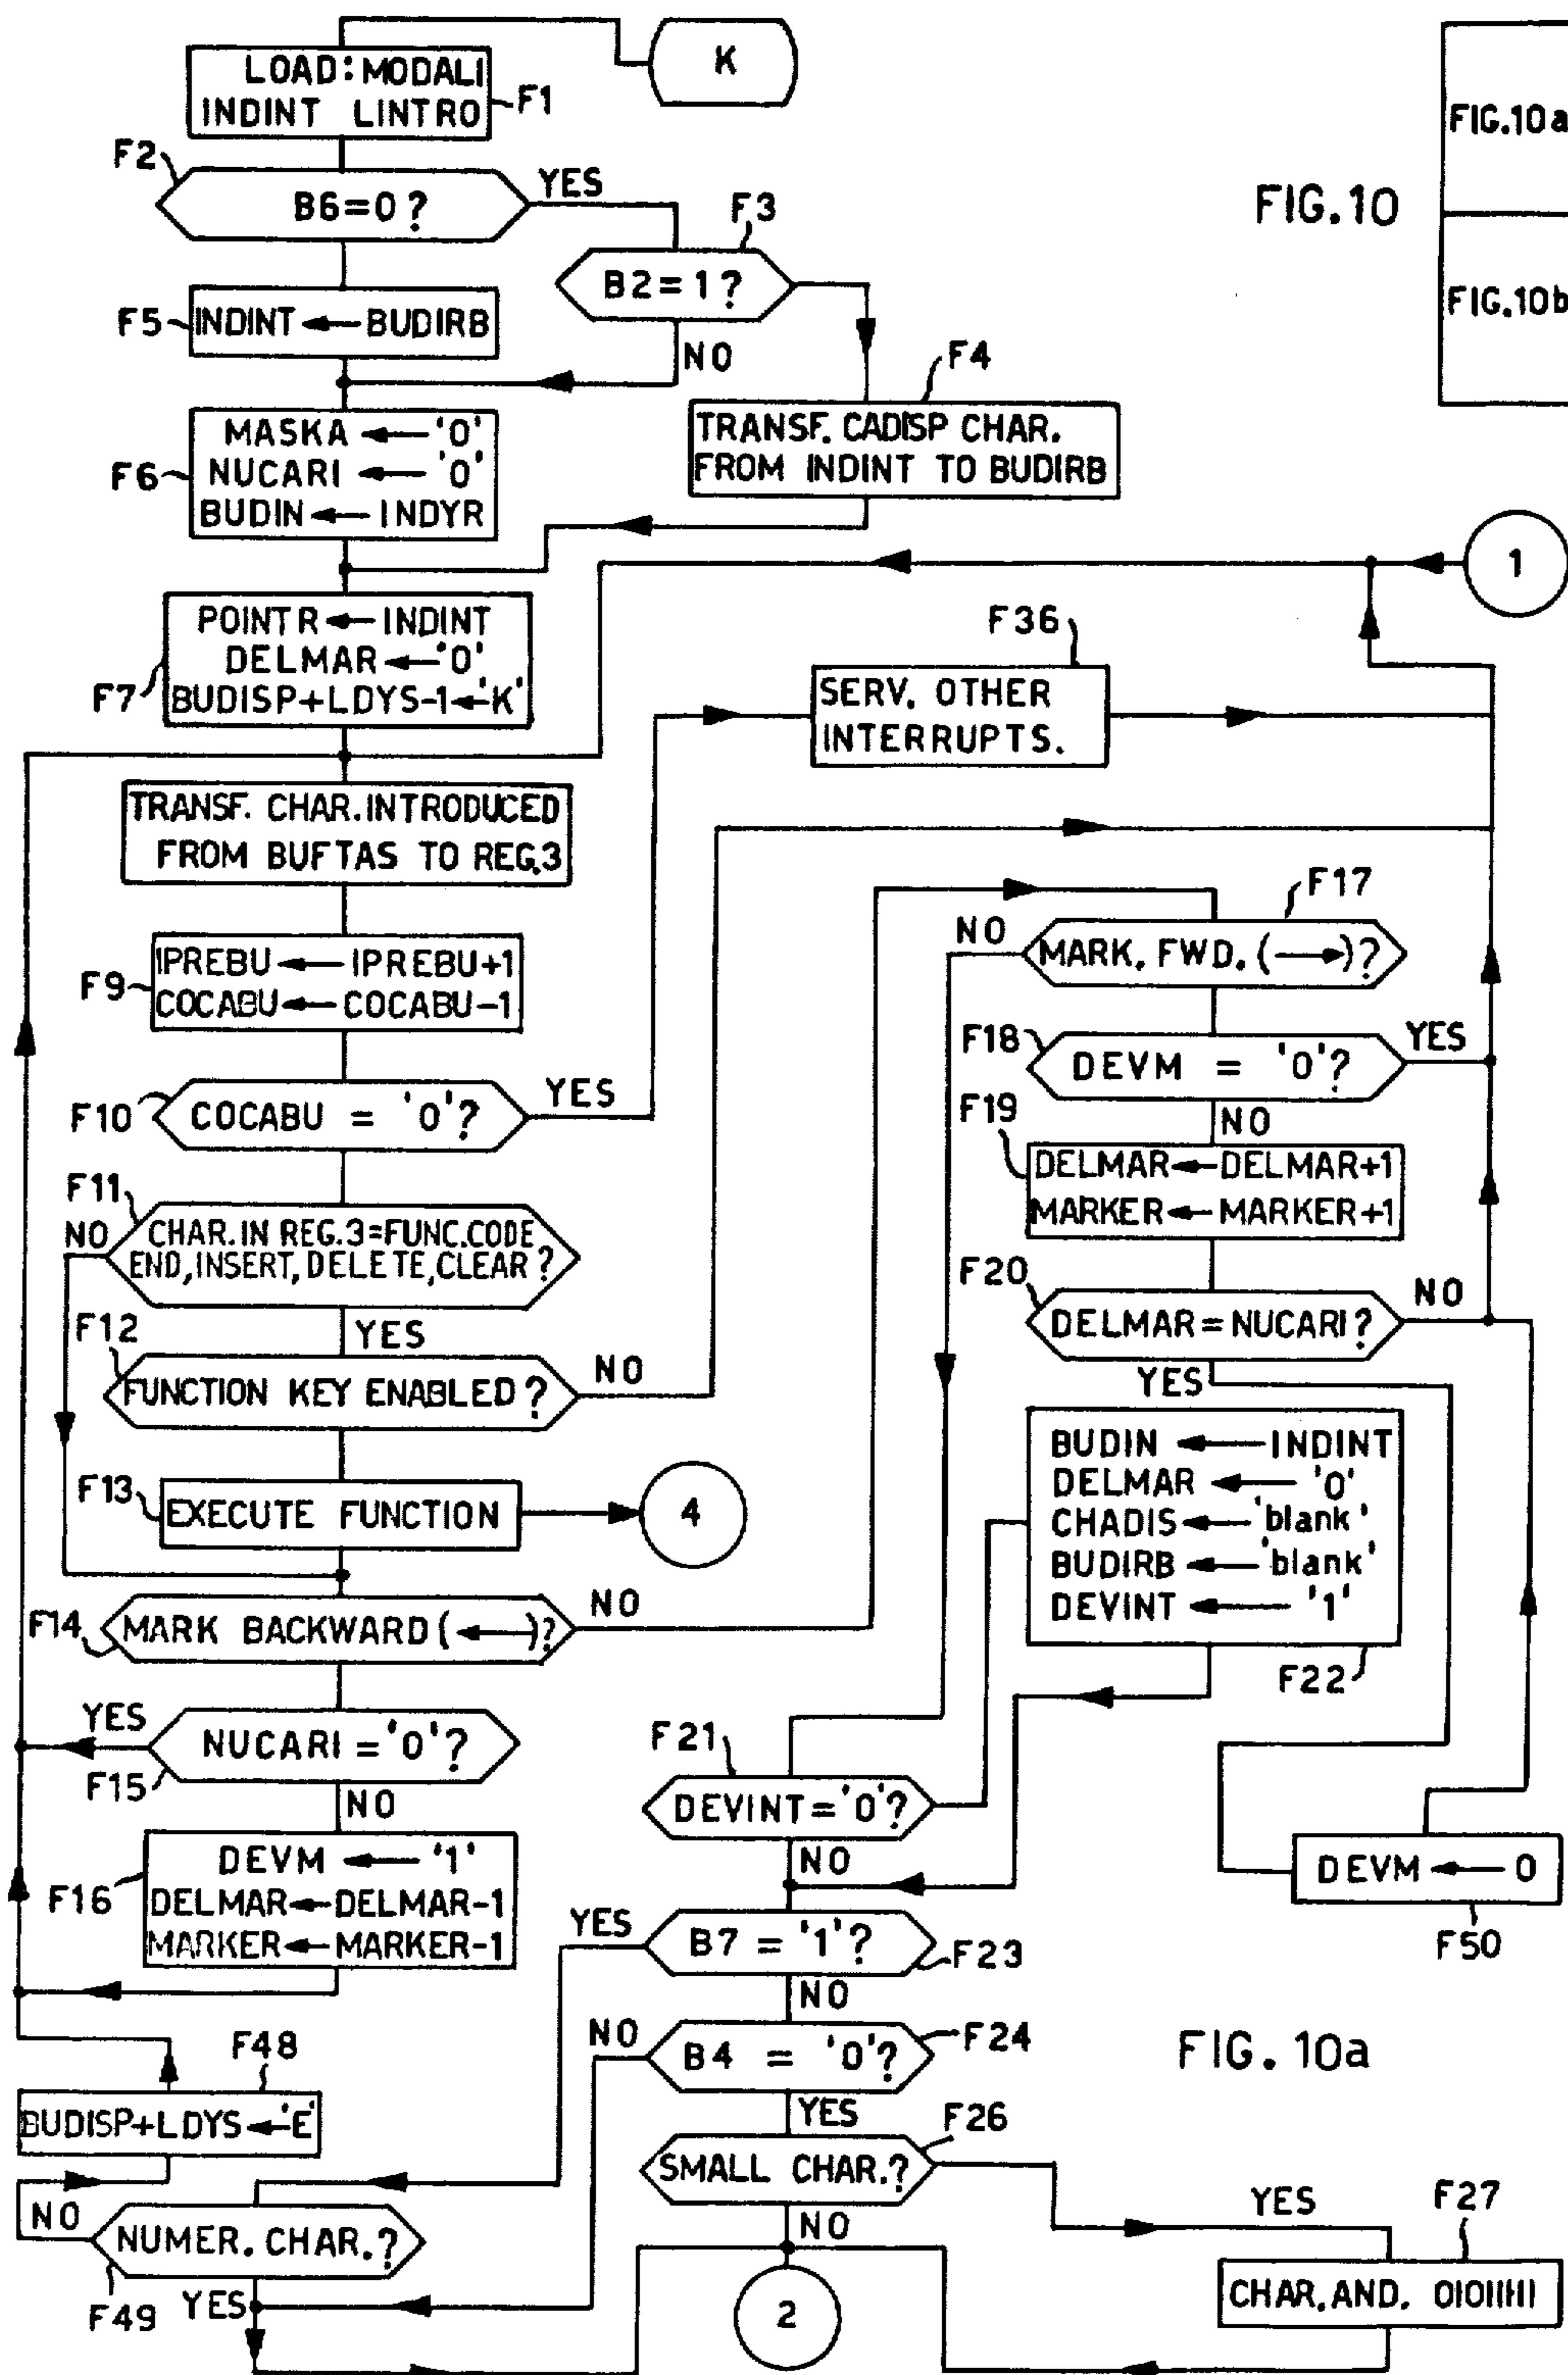 LOAD:MODALI
INDINT LINTRO
F1
K
F2
B6=0?
YES
F3
B2=1?
NO
FIG.10
FIG.10a
FIG.10b
F5
INDINT ← BUDIRB
F4
TRANSF. CADISP CHAR.
FROM INDINT TO BUDIRB
F6
MASKA ← '0'
NUCARI ← '0'
BUDIN ← INDYR
1
F7
POINTR ← INDINT
DELMAR ← '0'
BUDISP+LDYS-1 ← 'K'
F36
SERV. OTHER
INTERRUPTS.
TRANSF. CHAR. INTRODUCED
FROM BUFTAS TO REG.3
F9
IPREBU ← IPREBU+1
COCABU ← COCABU-1
F10
COCABU = '0'?
YES
F11
NO
CHAR. IN REG.3=FUNC.CODE
END, INSERT, DELETE, CLEAR?
YES
F12
FUNCTION KEY ENABLED?
NO
F13
EXECUTE FUNCTION
4
F14
MARK BACKWARD (←)?
NO
F15
YES
NUCARI = '0'?
NO
F16
DEVM ← '1'
DELMAR ← DELMAR-1
MARKER ← MARKER-1
F17
NO
MARK. FWD. (→)?
F18
DEVM = '0'?
YES
NO
F19
DELMAR ← DELMAR+1
MARKER ← MARKER+1
F20
DELMAR = NUCARI?
NO
YES
BUDIN ← INDINT
DELMAR ← '0'
CHADIS ← 'blank'
BUDIRB ← 'blank'
DEVINT ← '1'
F22
F21
DEVINT = '0'?
NO
DEVM ← 0
F50
YES
B7 = '1'?
F23
NO
NO
B4 = '0'?
F24
YES
FIG. 10a
F48
BUDISP+LDYS ← 'E'
F26
SMALL CHAR.?
YES
NO
F27
CHAR. AND. 01011111
NO
NUMER. CHAR.?
F49
YES
2